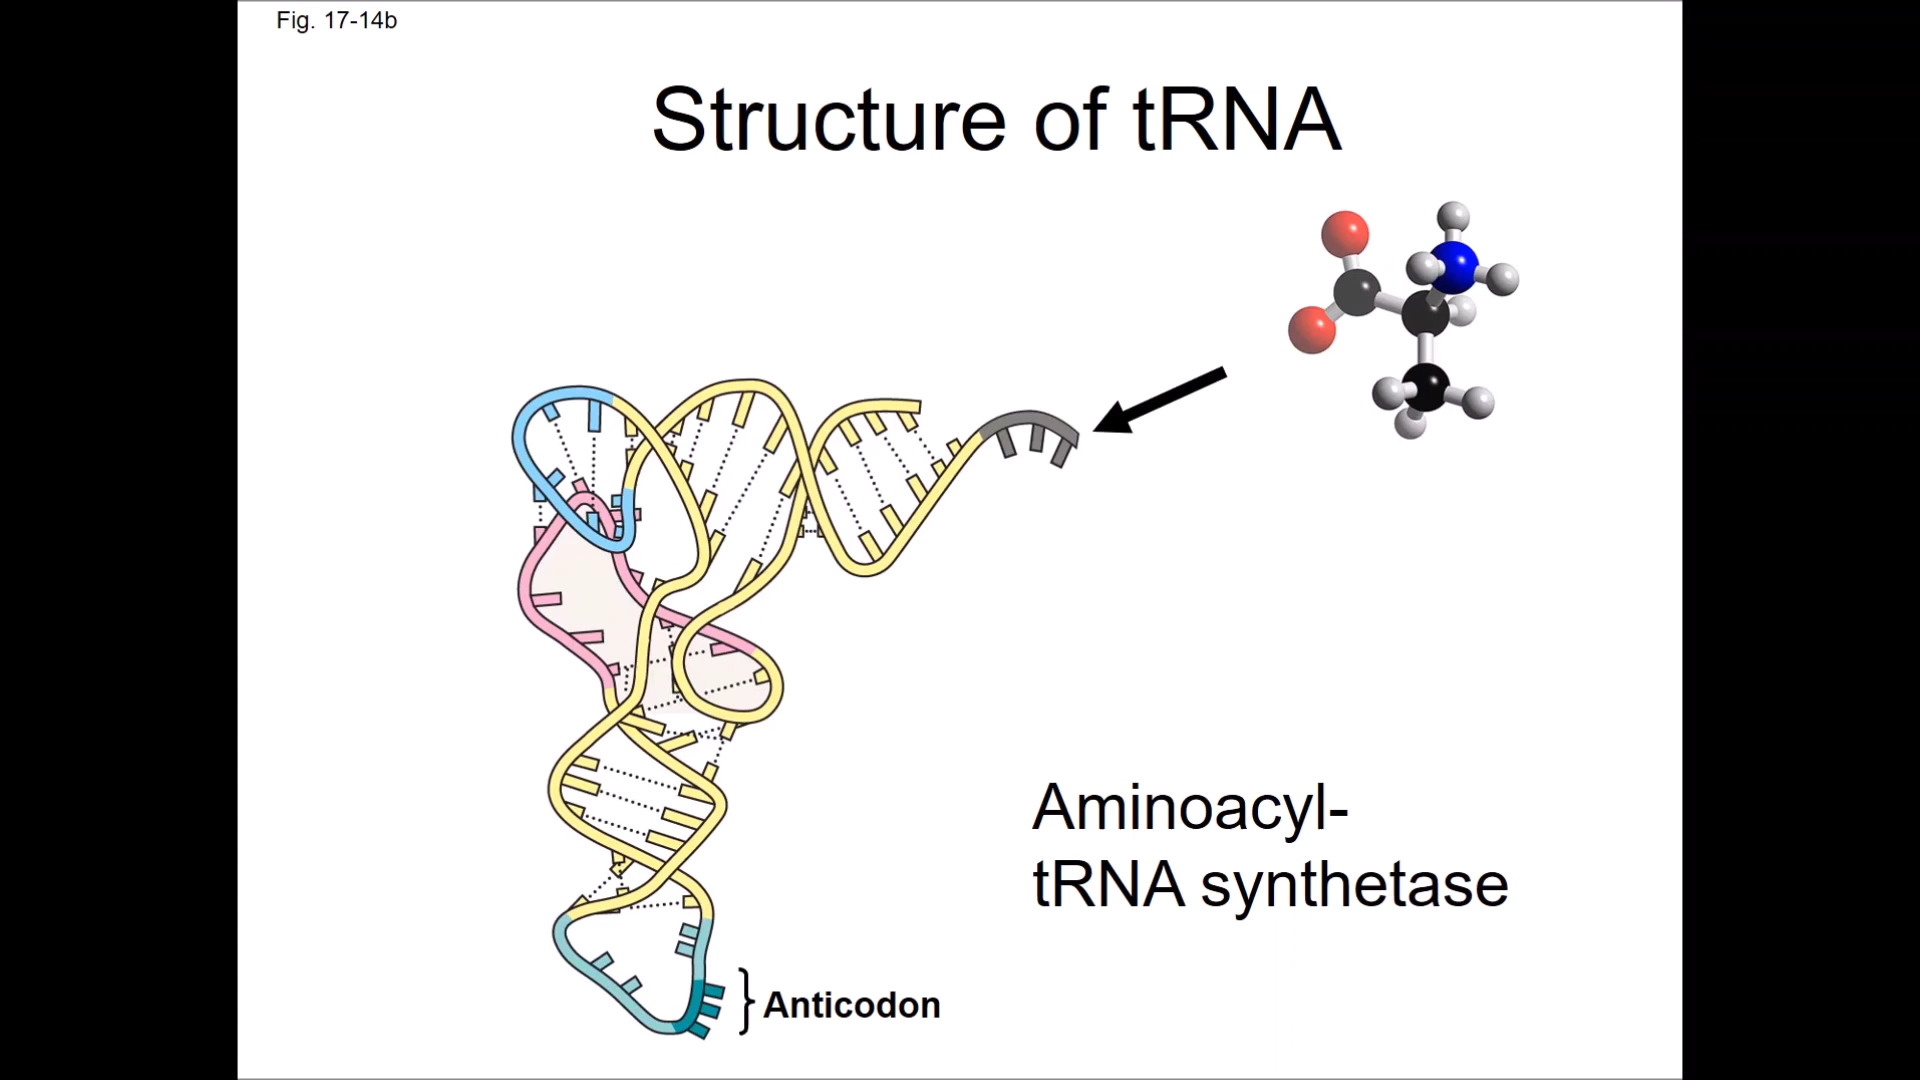 Fig. 17-14b
Structure of tRNA
Aminoacyl-
tRNA synthetase
Anticodon